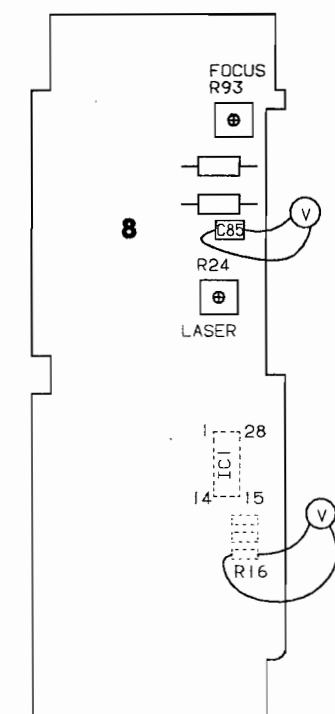 FOCUS
R93
8
C85
V
R24
LASER
1 28
IC1
14 15
V
R16